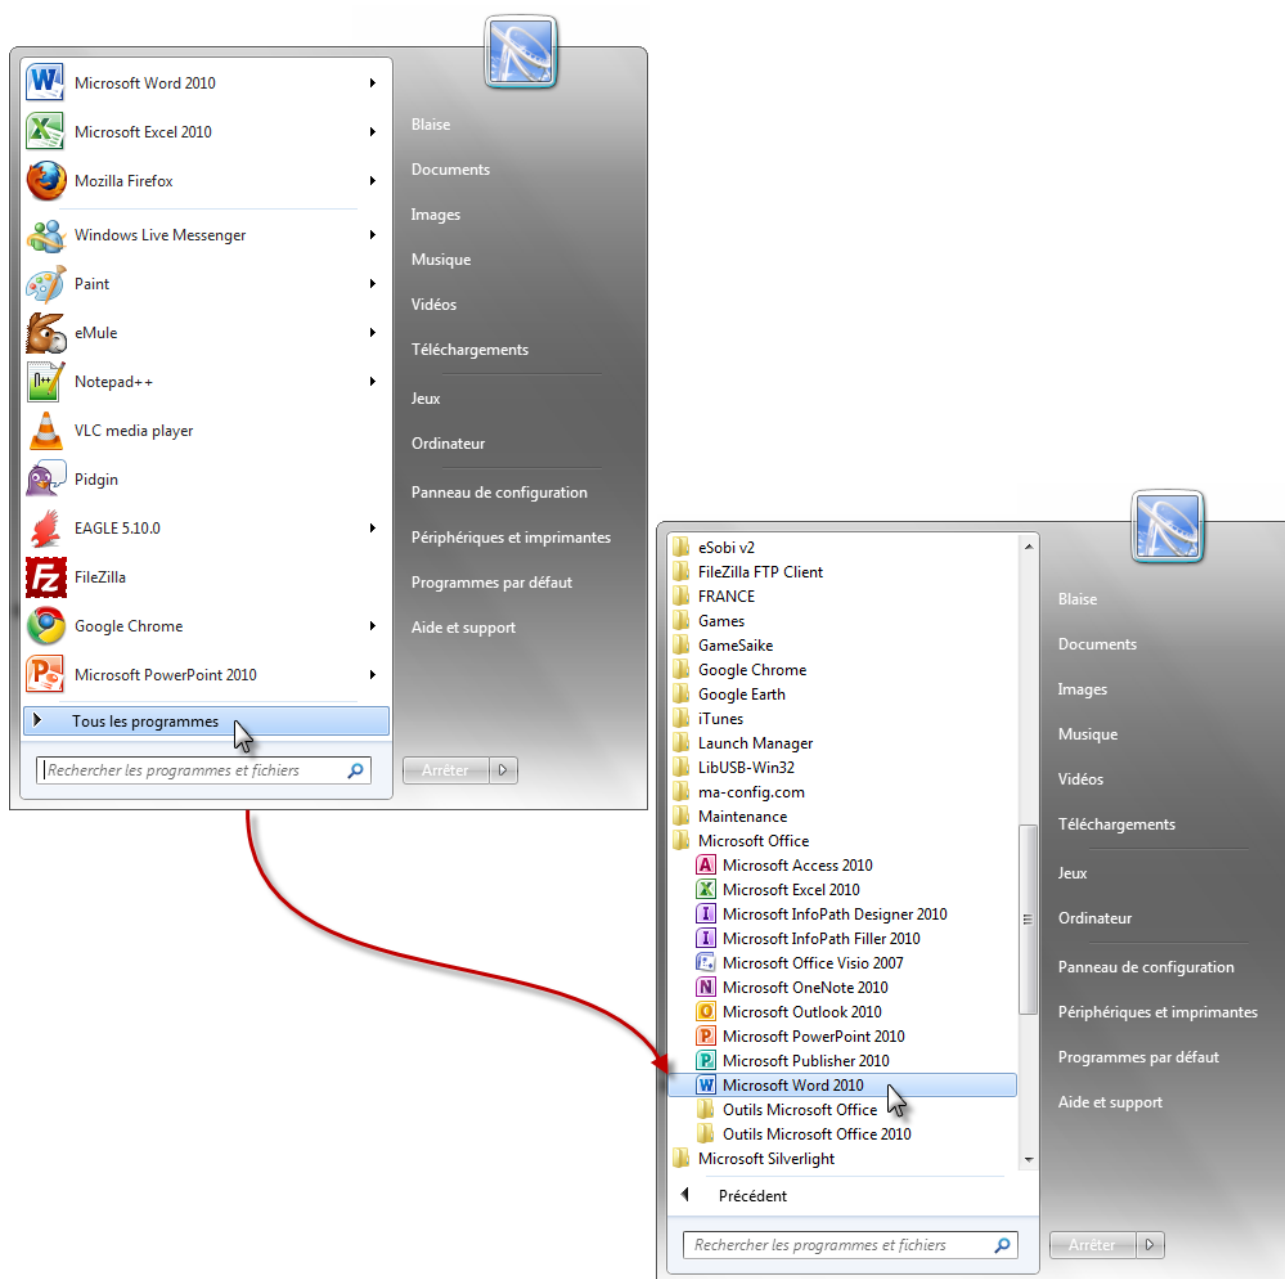 Microsoft Word 2010
Microsoft Excel 2010
Mozilla Firefox
Windows Live Messenger
Paint
eMule
Notepad++
VLC media player
Pidgin
EAGLE 5.10.0
FileZilla
Google Chrome
Microsoft PowerPoint 2010
Tous les programmes
Rechercher les programmes et fichiers
Blaise
Documents
Images
Musique
Vidéos
Téléchargements
Jeux
Ordinateur
Panneau de configuration
Périphériques et imprimantes
Programmes par défaut
Aide et support
Arrêter
eSobi v2
FileZilla FTP Client
FRANCE
Games
GameSaike
Google Chrome
Google Earth
iTunes
Launch Manager
LibUSB-Win32
ma-config.com
Maintenance
Microsoft Office
Microsoft Access 2010
Microsoft Excel 2010
Microsoft InfoPath Designer 2010
Microsoft InfoPath Filler 2010
Microsoft Office Visio 2007
Microsoft OneNote 2010
Microsoft Outlook 2010
Microsoft PowerPoint 2010
Microsoft Publisher 2010
Microsoft Word 2010
Outils Microsoft Office
Outils Microsoft Office 2010
Microsoft Silverlight
Précédent
Rechercher les programmes et fichiers
Blaise
Documents
Images
Musique
Vidéos
Téléchargements
Jeux
Ordinateur
Panneau de configuration
Périphériques et imprimantes
Programmes par défaut
Aide et support
Arrêter